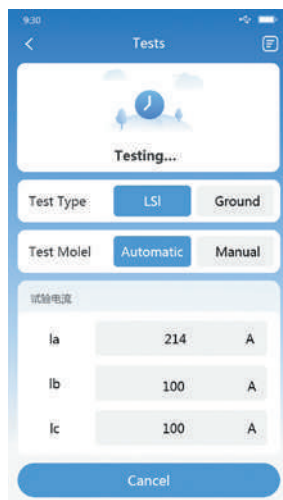 9:30
Tests
Testing...
Test Type LSI Ground
Test Molel Automatic Manual
试验电流
Ia 214 A
Ib 100 A
Ic 100 A
Cancel